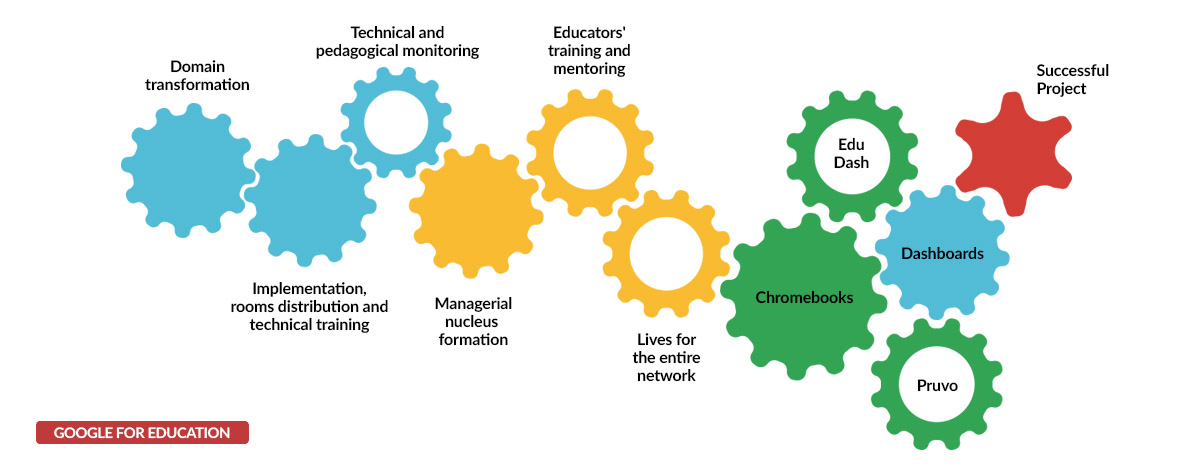 Domain
transformation
Implementation,
rooms distribution and
technical training
Technical and
pedagogical monitoring
Managerial
nucleus
formation
Educators'
training and
mentoring
Lives for
the entire
network
Chromebooks
Edu
Dash
Dashboards
Pruvo
Successful
Project
GOOGLE FOR EDUCATION